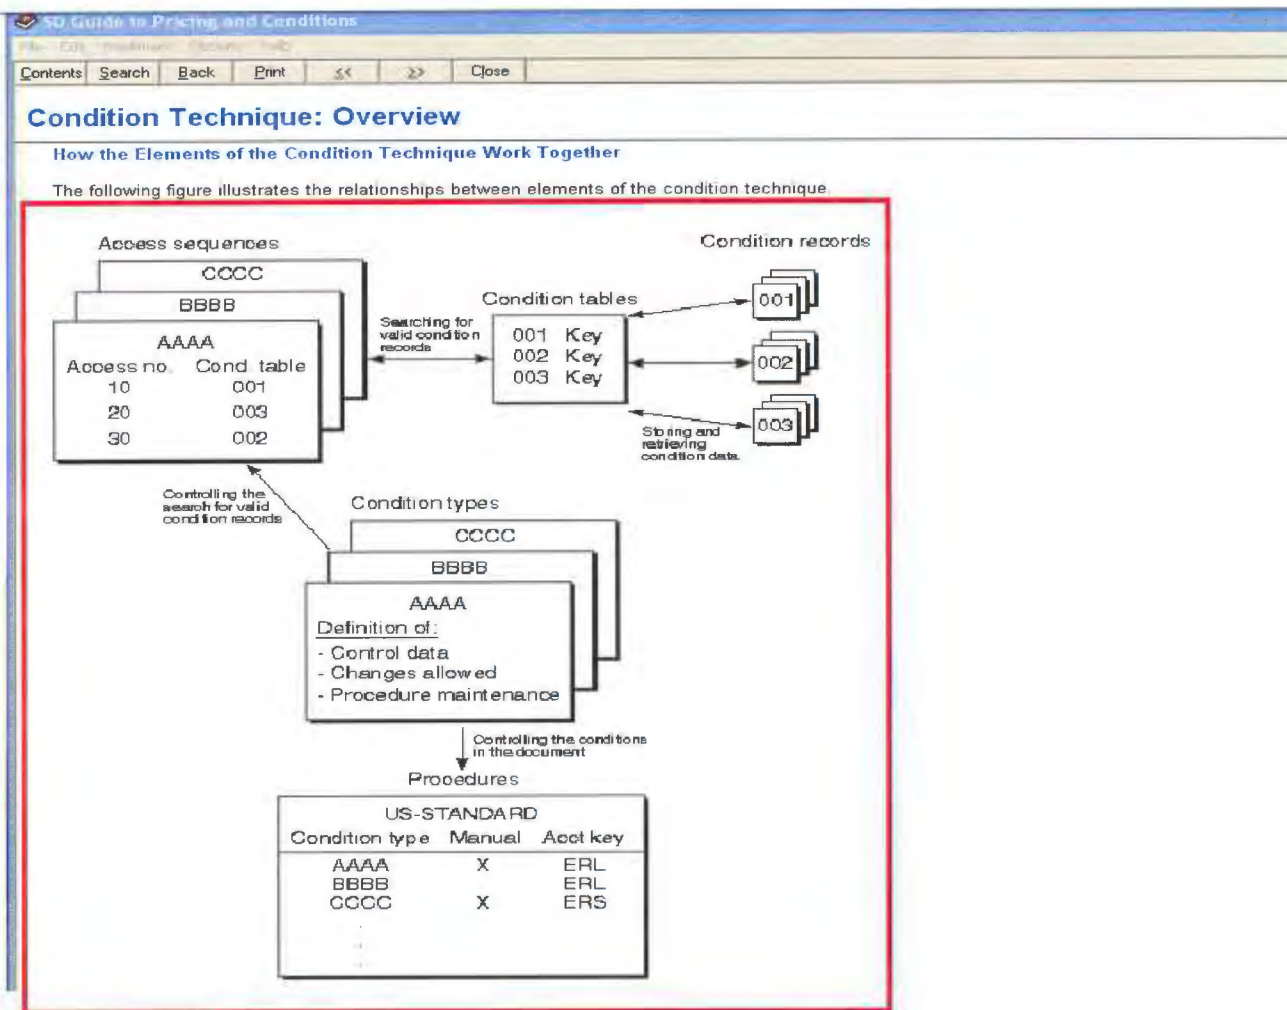 SD Guide to Pricing and Conditions
File Edit Bookmark Options Help
Contents Search Back Print << >> Close
Condition Technique: Overview
How the Elements of the Condition Technique Work Together
The following figure illustrates the relationships between elements of the condition technique.
Access sequences
CCCC
BBBB
AAAA
Access no. Cond. table
10 001
20 003
30 002
Searching for
valid condition
records
Condition tables
001 Key
002 Key
003 Key
Condition records
001
002
003
Storing and
retrieving
condition data.
Controlling the
search for valid
condition records
Condition types
CCCC
BBBB
AAAA
Definition of:
- Control data
- Changes allowed
- Procedure maintenance
Controlling the conditions
in the document
Procedures
US-STANDARD
Condition type Manual Acct key
AAAA X ERL
BBBB ERL
CCCC X ERS